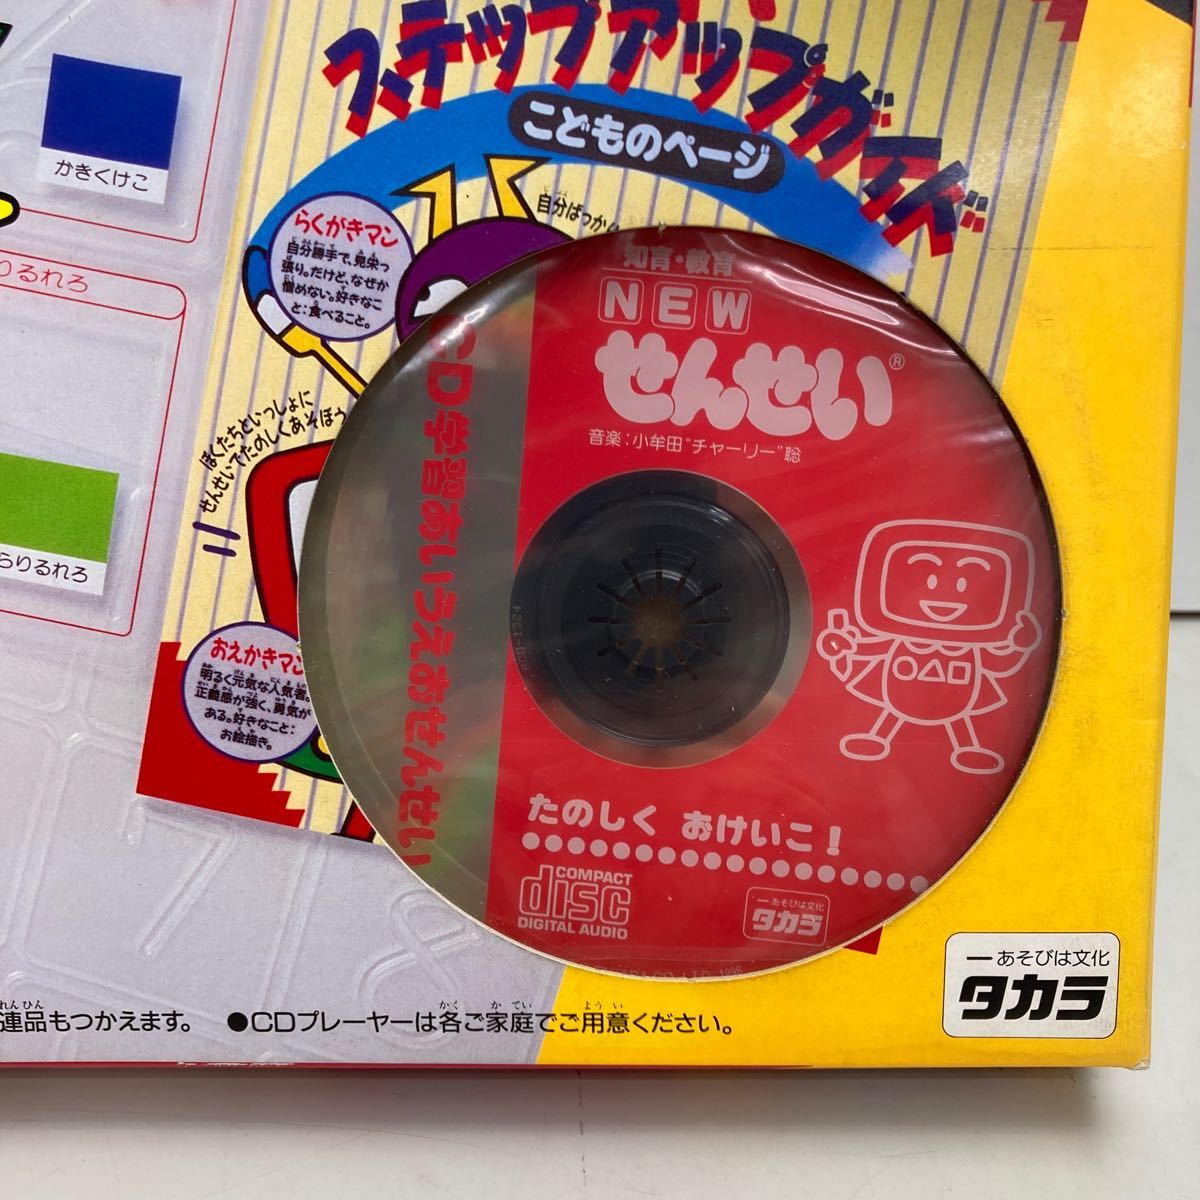 ステップアップガイド
こどものページ
かきくけこ
りるれろ
らりるれろ
らくがきマン
自分勝手で、見栄っ
張り。だけど、なぜか
憎めない。好きなこ
と:食べること。
自分ばっか
ぼくたちといっしょに
せんせいでたのしくあそぼう
おえかきマン
明るく元気な人気者。
正義感が強く、勇気が
ある。好きなこと:
お絵描き。
知育・教育
NEW
せんせい®
音楽:小牟田"チャーリー"聡
CD学習あいうえおせんせい
PCD-1324
たのしく おけいこ!
COMPACT
disc
DIGITAL AUDIO
あそびは文化
タカラ
CO.,LTD. 1996
連品もつかえます。 ●CDプレーヤーは各ご家庭でご用意ください。
あそびは文化
タカラ